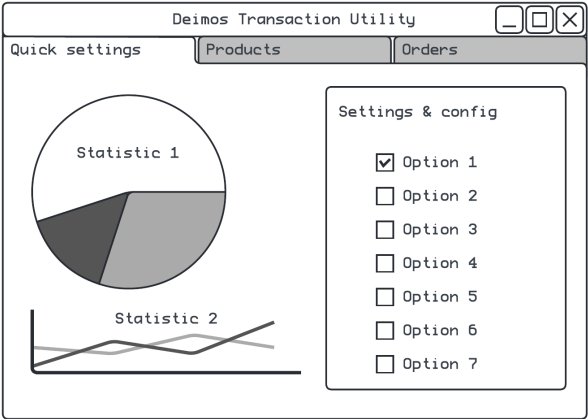 Deimos Transaction Utility
Quick settings
Products
Orders
Statistic 1
Statistic 2
Settings & config
Option 1
Option 2
Option 3
Option 4
Option 5
Option 6
Option 7